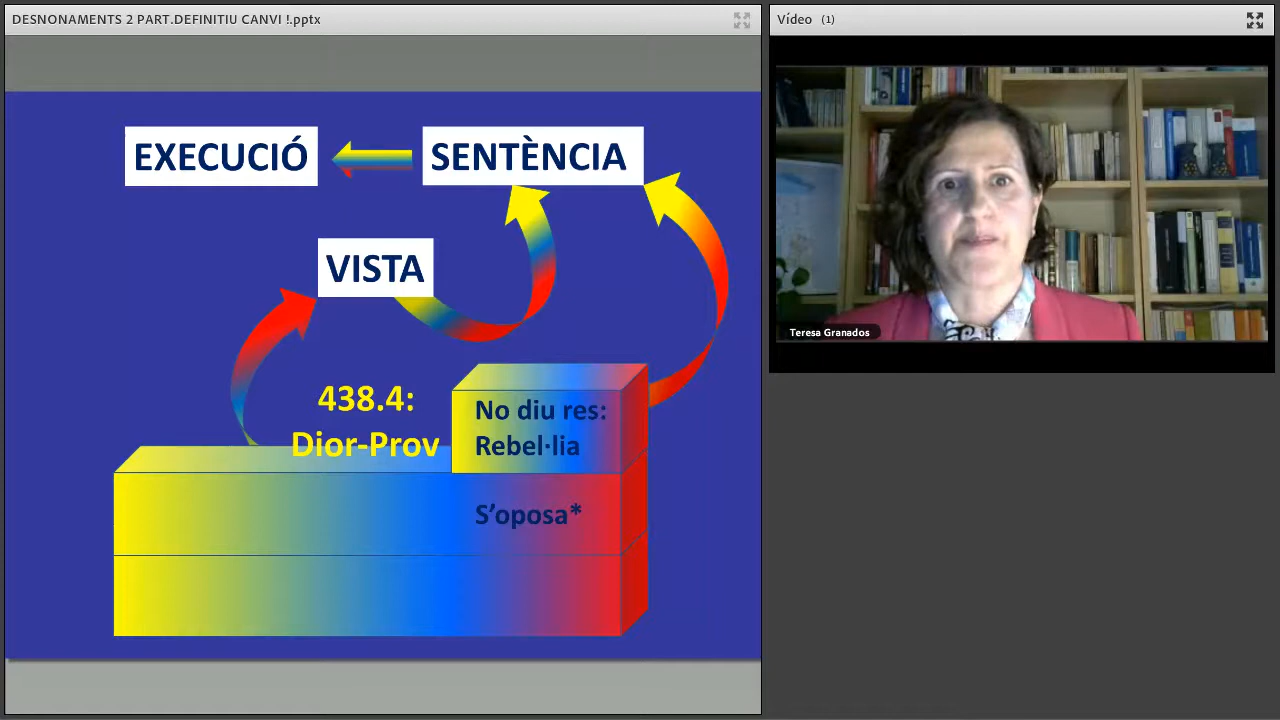 DESNONAMENTS 2 PART.DEFINITIU CANVI !.pptx
EXECUCIÓ
SENTÈNCIA
VISTA
438.4:
Dior-Prov
No diu res:
Rebel·lia
S'oposa*
Vídeo (1)
Teresa Granados